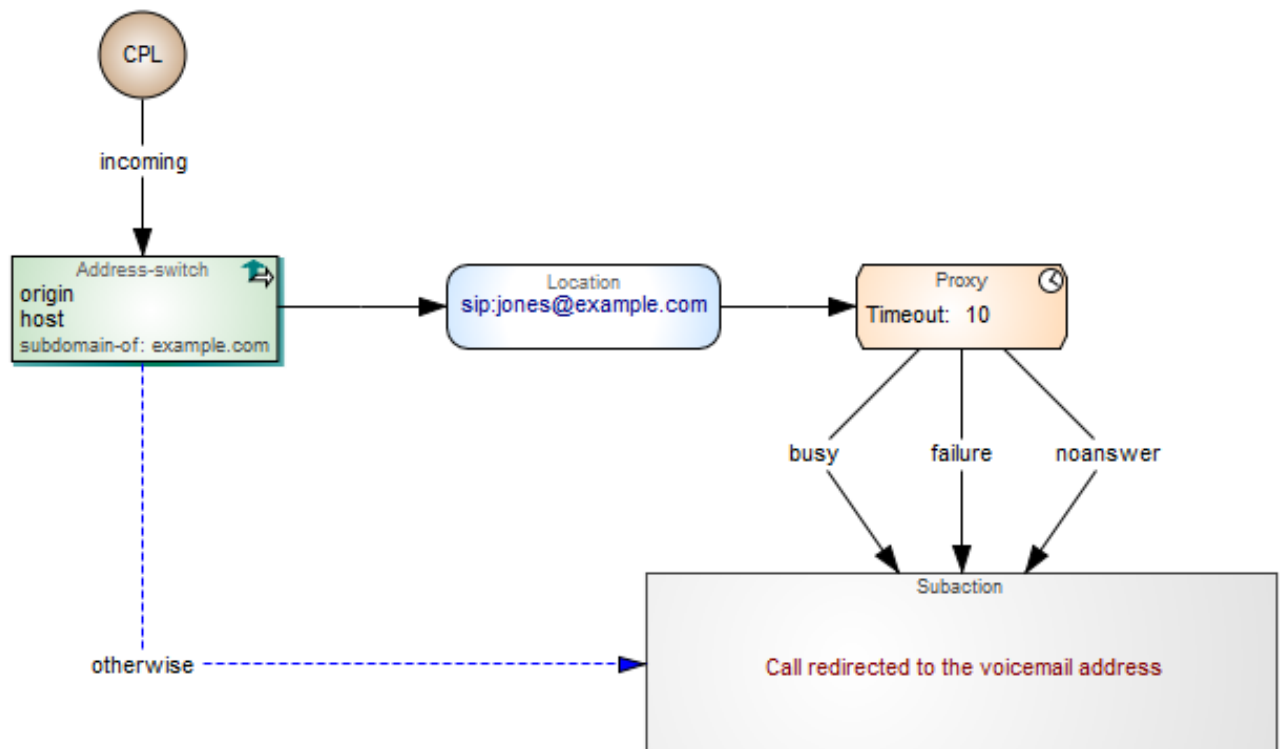 CPL
incoming
Address-switch
origin
host
subdomain-of: example.com
Location
sip:jones@example.com
Proxy
Timeout: 10
busy
failure
noanswer
otherwise
Subaction
Call redirected to the voicemail address